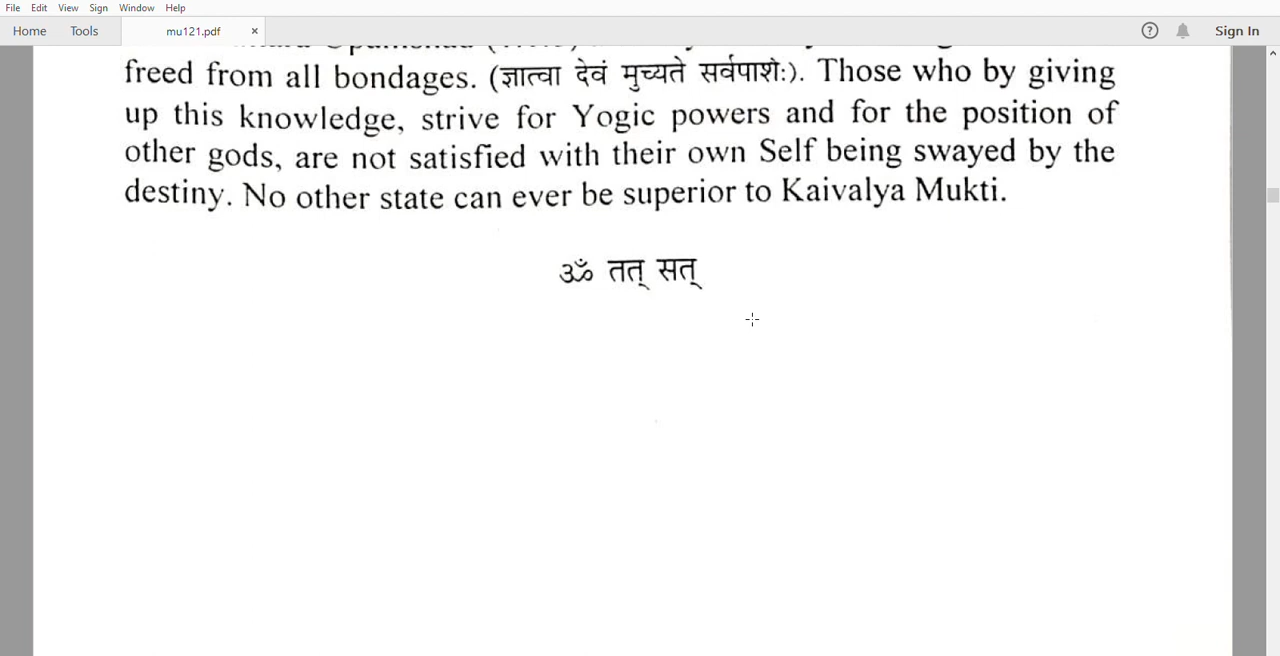 File Edit View Sign Window Help
Home Tools mu121.pdf × Sign In
freed from all bondages. (ज्ञात्वा देवं मुच्यते सर्वपाशेः). Those who by giving
up this knowledge, strive for Yogic powers and for the position of
other gods, are not satisfied with their own Self being swayed by the
destiny. No other state can ever be superior to Kaivalya Mukti.
ॐ तत् सत्